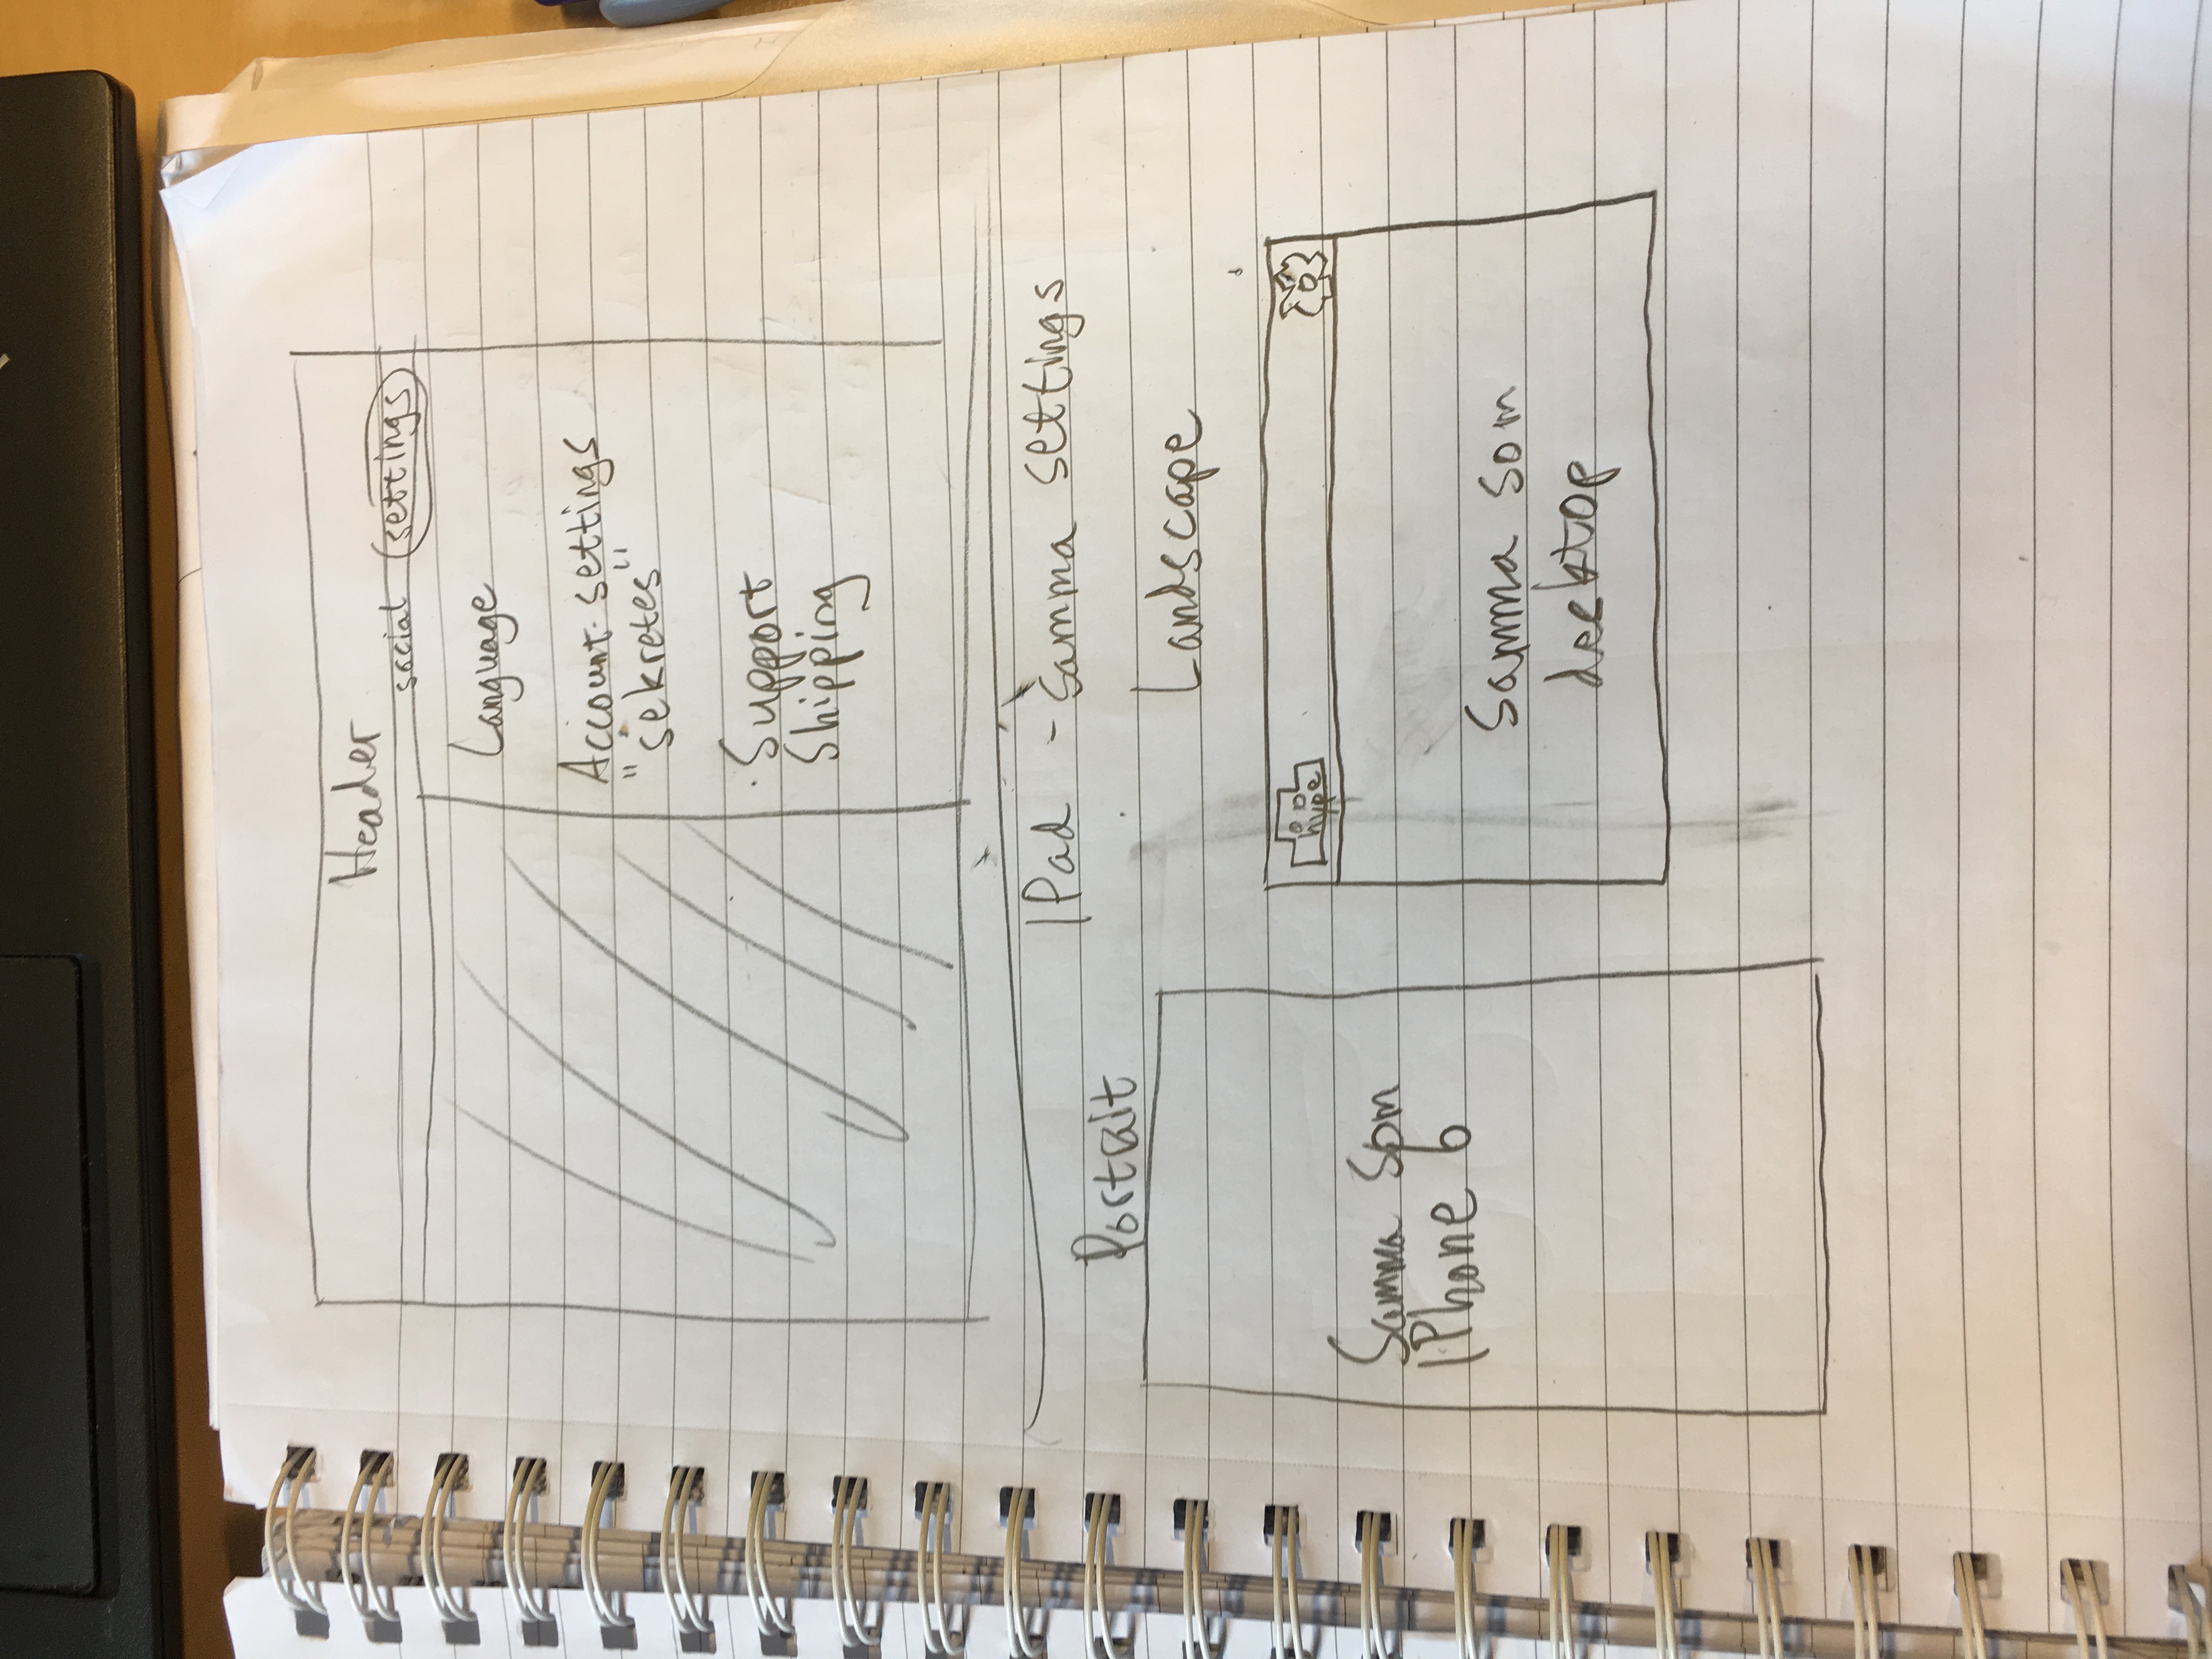 Header
social settings
Language
Account settings
"sekretes"
Support
Shipping
IPad - Samma settings
Portrait
Landscape
hype
Samma som
IPhone 6
Samma som
desktop